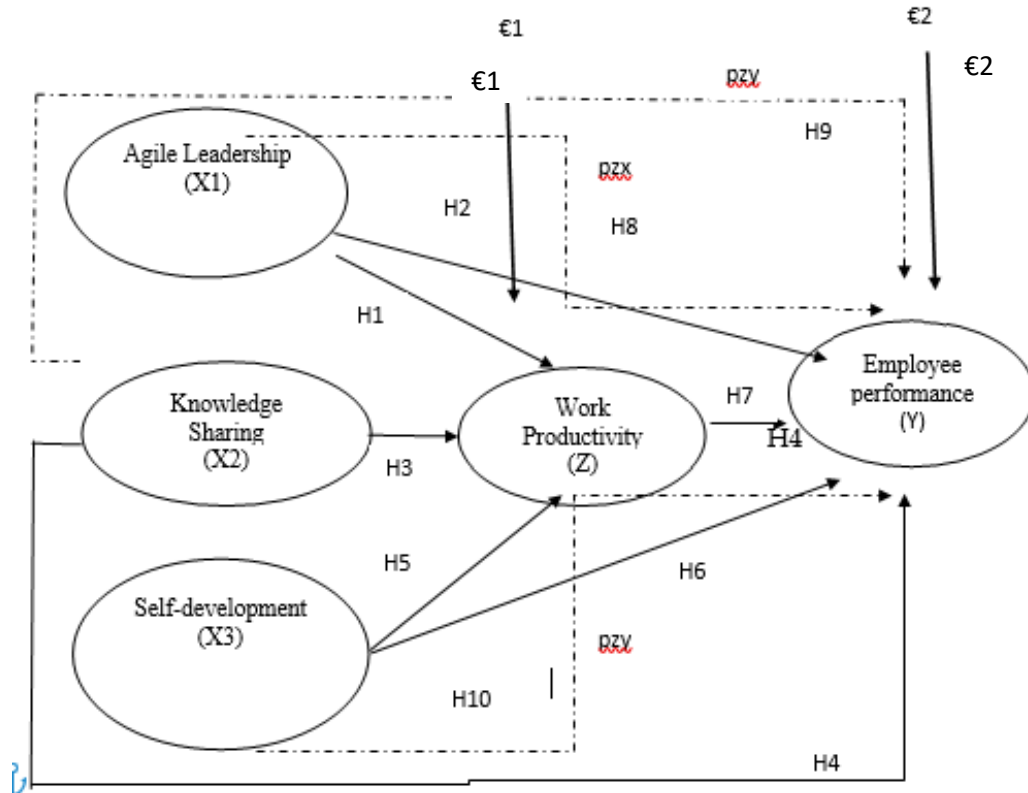 €1
€2
€1
€2
pzy
H9
Agile Leadership
(X1)
pzx
H2
H8
H1
Employee
performance
(Y)
Knowledge
Sharing
(X2)
Work
Productivity
(Z)
H7
H4
H3
H5
H6
Self-development
(X3)
pzy
H10
H4